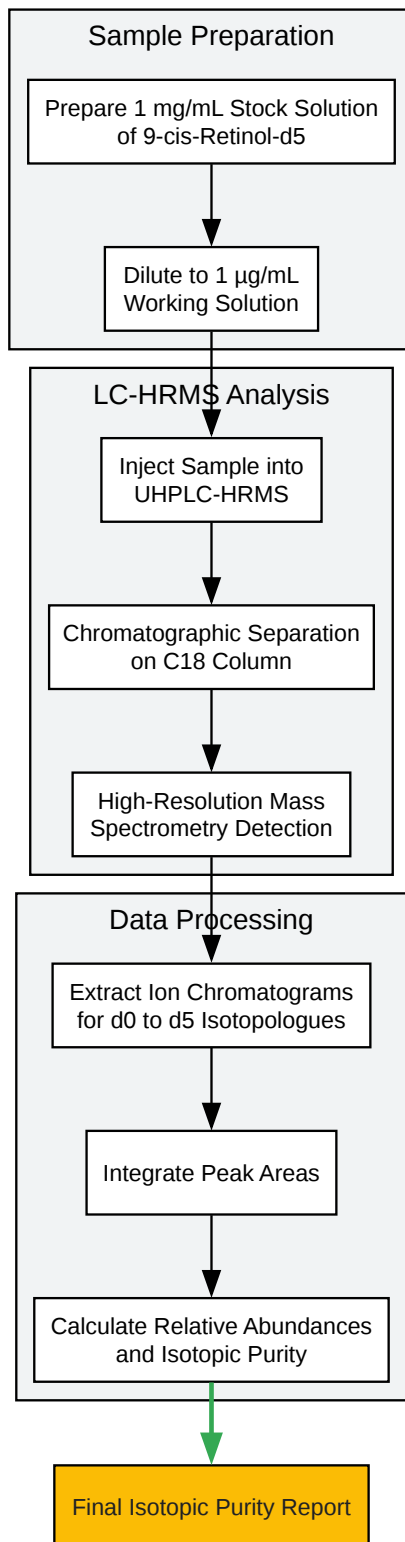 Sample Preparation
Prepare 1 mg/mL Stock Solution
of 9-cis-Retinol-d5
Dilute to 1 µg/mL
Working Solution
LC-HRMS Analysis
Inject Sample into
UHPLC-HRMS
Chromatographic Separation
on C18 Column
High-Resolution Mass
Spectrometry Detection
Data Processing
Extract Ion Chromatograms
for d0 to d5 Isotopologues
Integrate Peak Areas
Calculate Relative Abundances
and Isotopic Purity
Final Isotopic Purity Report